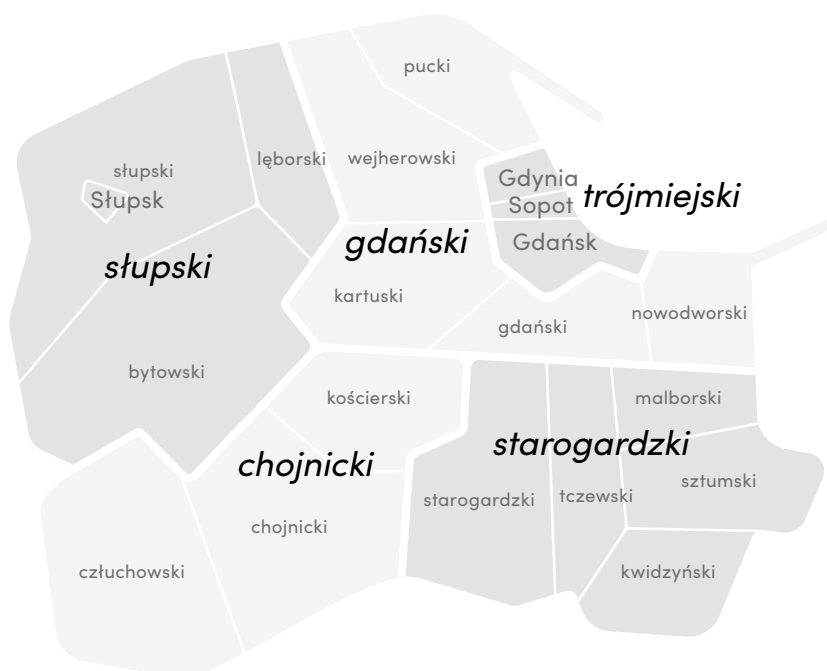 pucki
słupski
lęborski
wejherowski
Słupsk
Gdynia
Sopot
trójmiejski
Gdańsk
gdański
słupski
kartuski
gdański
nowodworski
bytowski
kościerski
malborski
starogardzki
chojnicki
starogardzki
tczewski
sztumski
chojnicki
człuchowski
kwidzyński